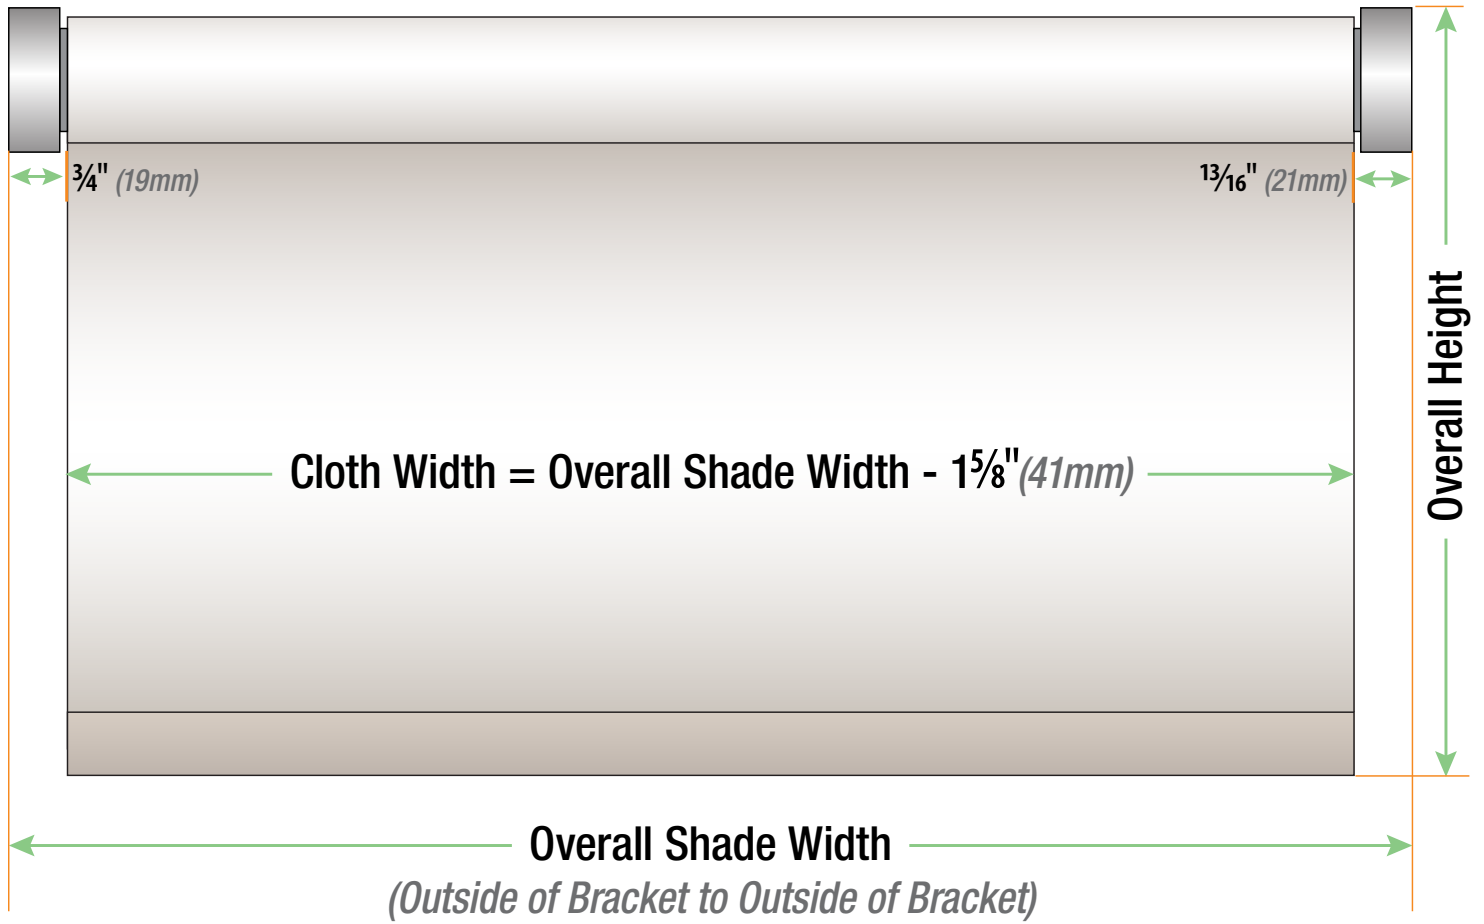 ¾" (19mm)
13⁄16" (21mm)
Overall Height
Cloth Width = Overall Shade Width - 1⅝"(41mm)
Overall Shade Width
(Outside of Bracket to Outside of Bracket)